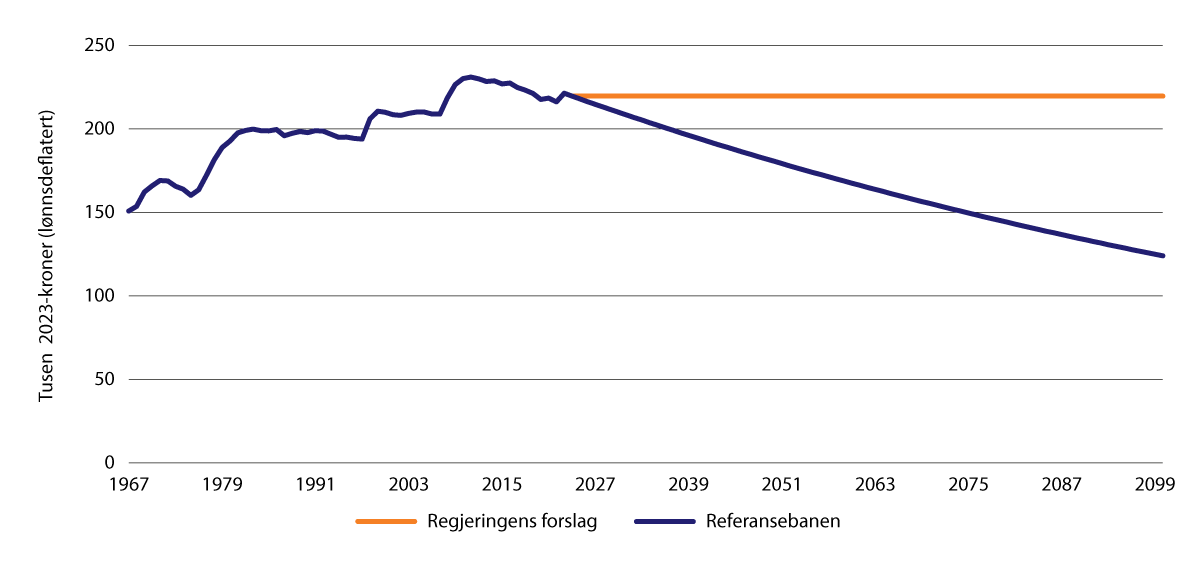 Tusen 2023-kroner (lønnsdeflatert)
250
200
150
100
50
0
1967 1979 1991 2003 2015 2027 2039 2051 2063 2075 2087 2099
Regjeringens forslag Referansebanen